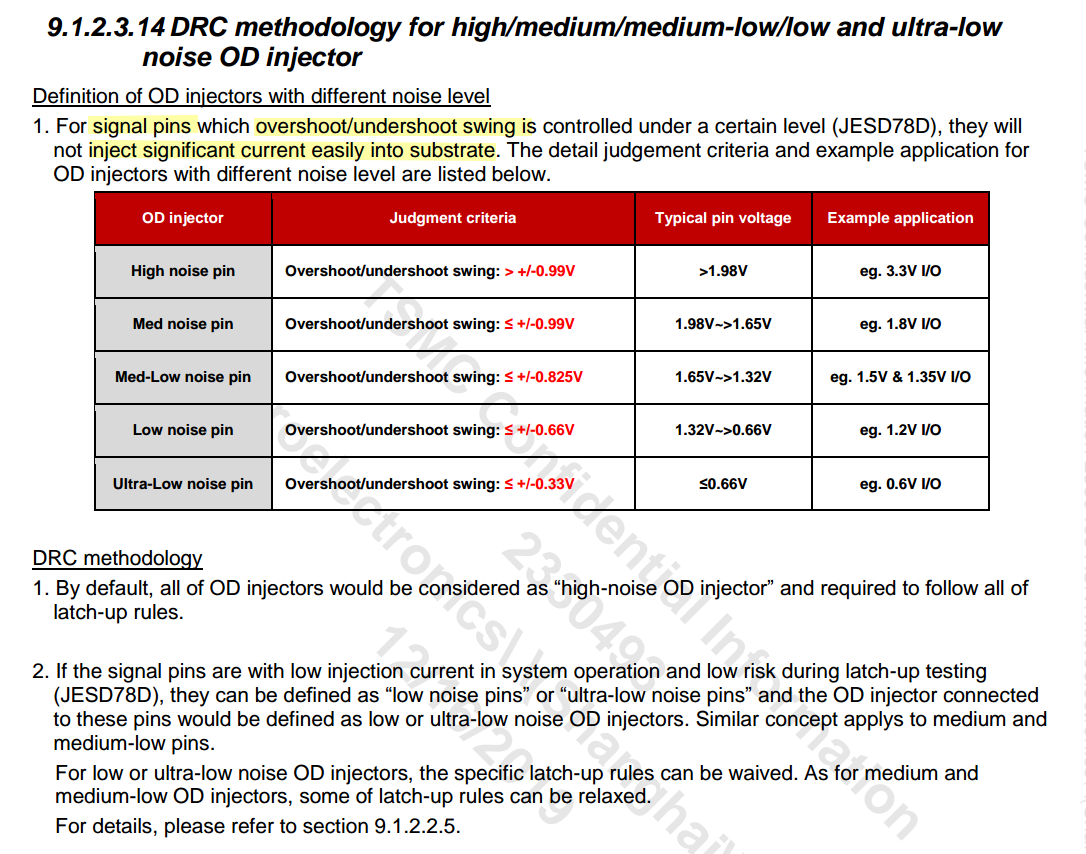 9.1.2.3.14 DRC methodology for high/medium/medium-low/low and ultra-low
noise OD injector
Definition of OD injectors with different noise level
1. For signal pins which overshoot/undershoot swing is controlled under a certain level (JESD78D), they will
not inject significant current easily into substrate. The detail judgement criteria and example application for
OD injectors with different noise level are listed below.
OD injector Judgment criteria Typical pin voltage Example application
High noise pin Overshoot/undershoot swing: > +/-0.99V >1.98V eg. 3.3V I/O
Med noise pin Overshoot/undershoot swing: ≤ +/-0.99V 1.98V~>1.65V eg. 1.8V I/O
Med-Low noise pin Overshoot/undershoot swing: ≤ +/-0.825V 1.65V~>1.32V eg. 1.5V & 1.35V I/O
Low noise pin Overshoot/undershoot swing: ≤ +/-0.66V 1.32V~>0.66V eg. 1.2V I/O
Ultra-Low noise pin Overshoot/undershoot swing: ≤ +/-0.33V ≤0.66V eg. 0.6V I/O
DRC methodology
1. By default, all of OD injectors would be considered as “high-noise OD injector” and required to follow all of
latch-up rules.
2. If the signal pins are with low injection current in system operation and low risk during latch-up testing
(JESD78D), they can be defined as “low noise pins” or “ultra-low noise pins” and the OD injector connected
to these pins would be defined as low or ultra-low noise OD injectors. Similar concept applys to medium and
medium-low pins.
For low or ultra-low noise OD injectors, the specific latch-up rules can be waived. As for medium and
medium-low OD injectors, some of latch-up rules can be relaxed.
For details, please refer to section 9.1.2.2.5.
TSMC Confidential Information